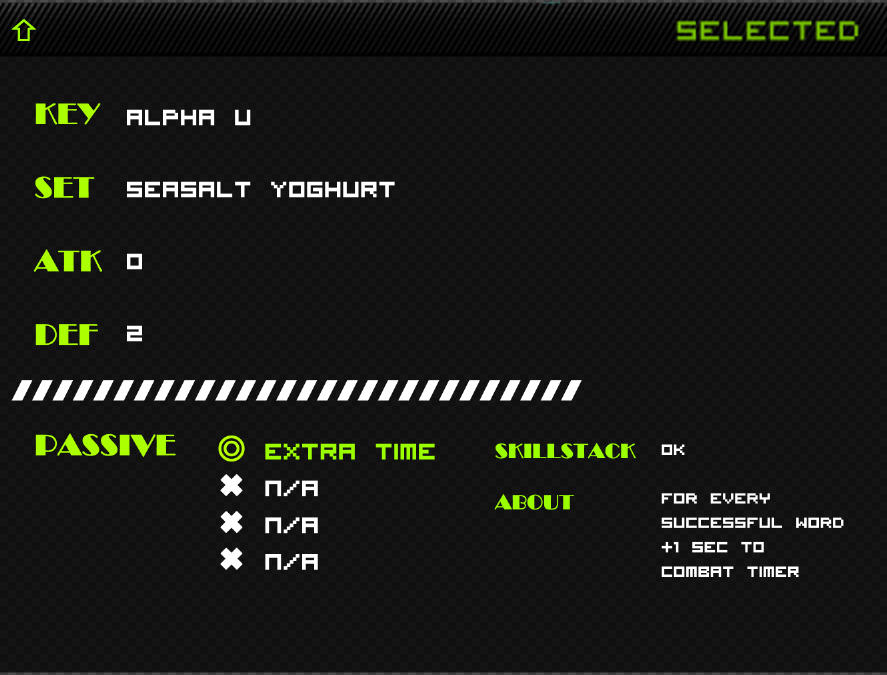 SELECTED
KEY ALPHA U
SET SEASALT YOGHURT
ATK 0
DEF 2
PASSIVE EXTRA TIME
N/A
N/A
N/A
SKILLSTACK OK
ABOUT FOR EVERY
SUCCESSFUL WORD
+1 SEC TO
COMBAT TIMER